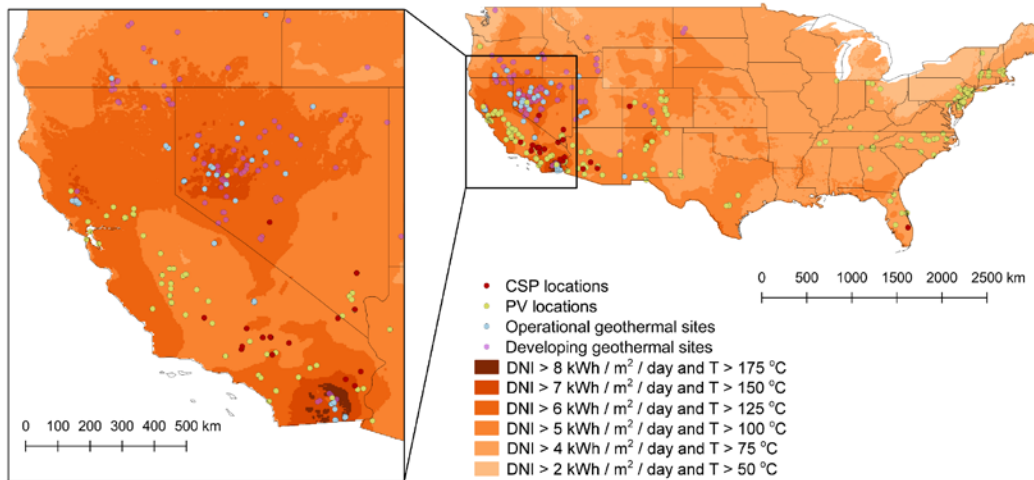 0 500 1000 1500 2000 2500 km
CSP locations
PV locations
Operational geothermal sites
Developing geothermal sites
DNI > 8 kWh / m² / day and T > 175 °C
DNI > 7 kWh / m² / day and T > 150 °C
DNI > 6 kWh / m² / day and T > 125 °C
DNI > 5 kWh / m² / day and T > 100 °C
DNI > 4 kWh / m² / day and T > 75 °C
DNI > 2 kWh / m² / day and T > 50 °C
0 100 200 300 400 500 km